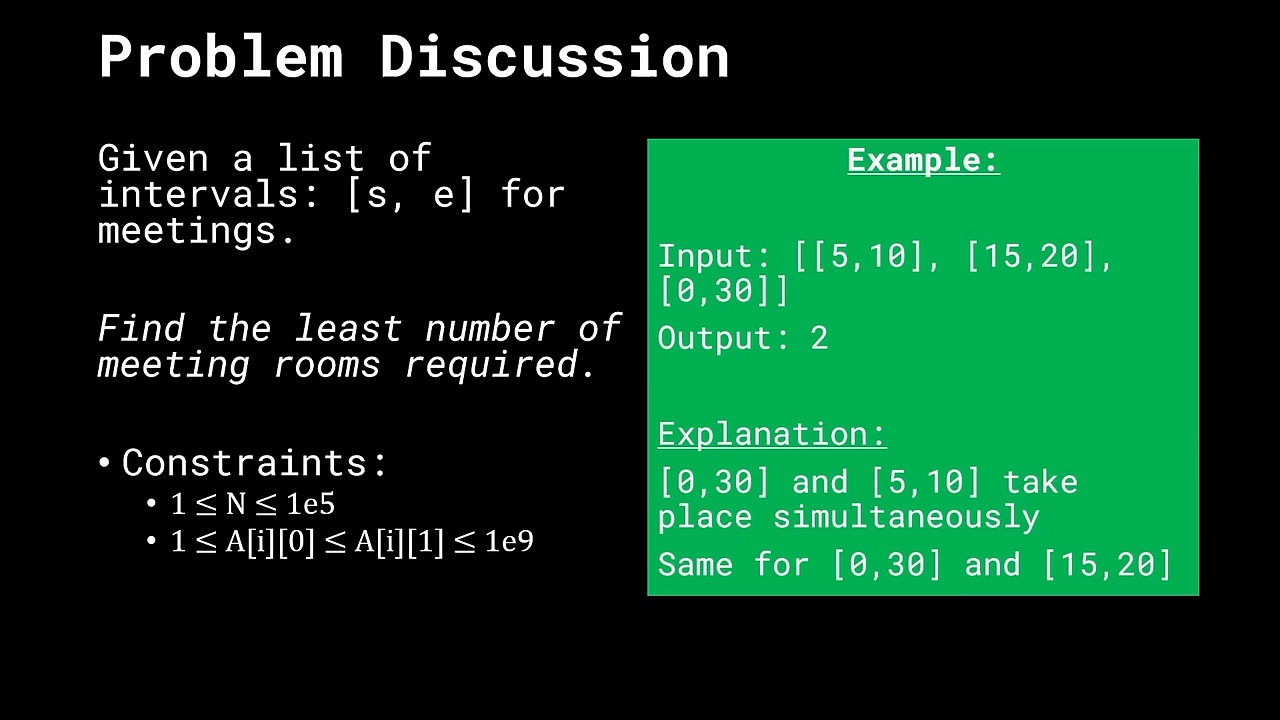 Problem Discussion
Given a list of
intervals: [s, e] for
meetings.
Find the least number of
meeting rooms required.
• Constraints:
• 1 ≤ N ≤ 1e5
• 1 ≤ A[i][0] ≤ A[i][1] ≤ 1e9
Example:
Input: [[5,10], [15,20],
[0,30]]
Output: 2
Explanation:
[0,30] and [5,10] take
place simultaneously
Same for [0,30] and [15,20]